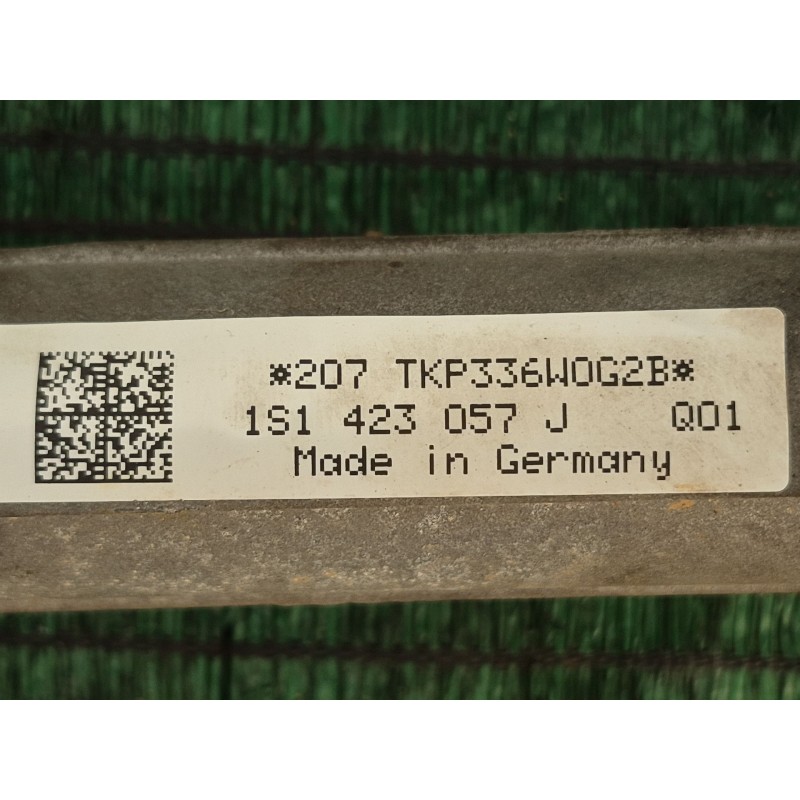 *207 TKP336W0G2B*
1S1 423 057 J Q01
Made in Germany